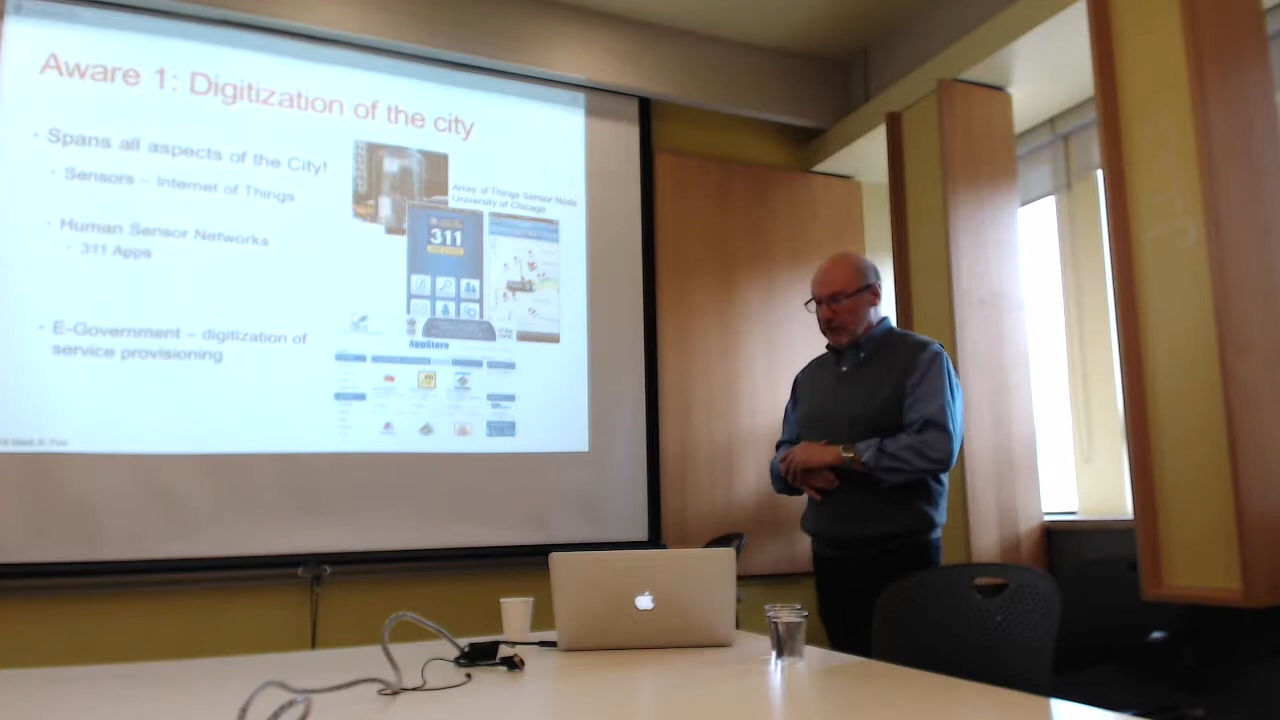 Aware 1: Digitization of the city
Spans all aspects of the City!
Sensors – Internet of Things
Human Sensor Networks
311 Apps
E-Government – digitization of
service provisioning
Array of Things Sensor Node
University of Chicago
311
AppStore